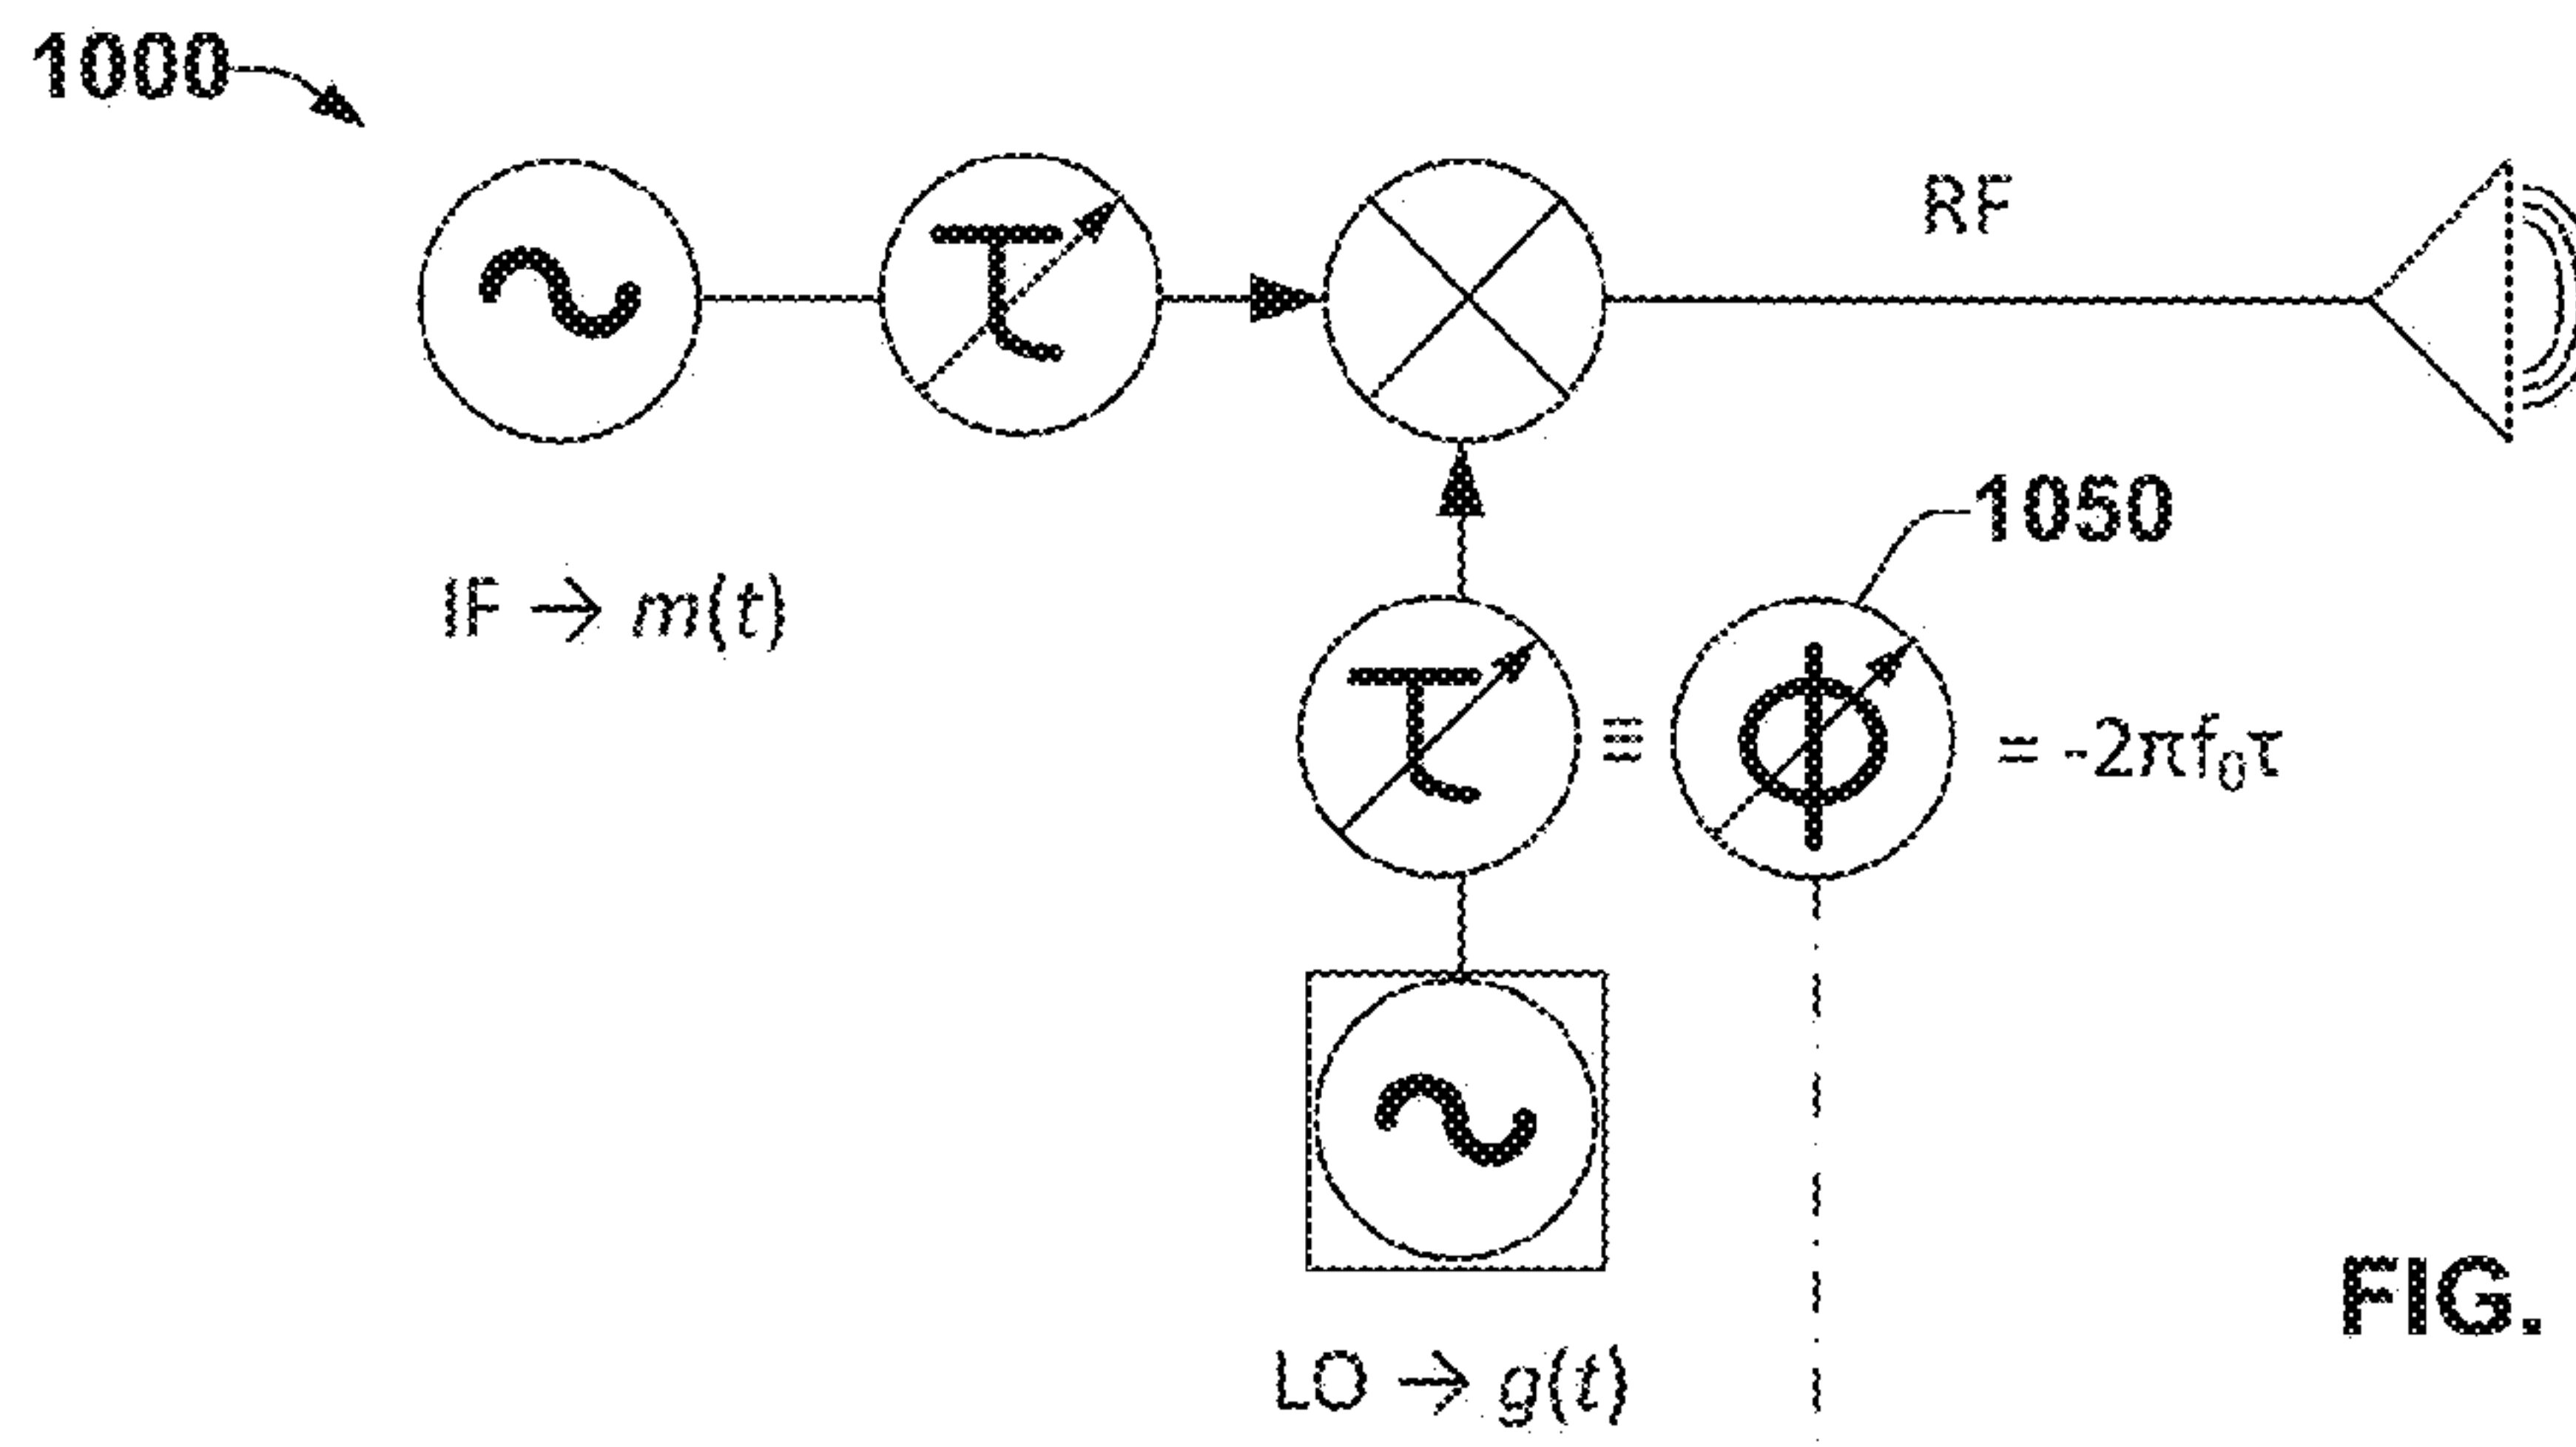 1000
τ
RF
1050
IF → m(t)
τ ≡ Φ = -2πf₀τ
LO → g(t)
FIG.